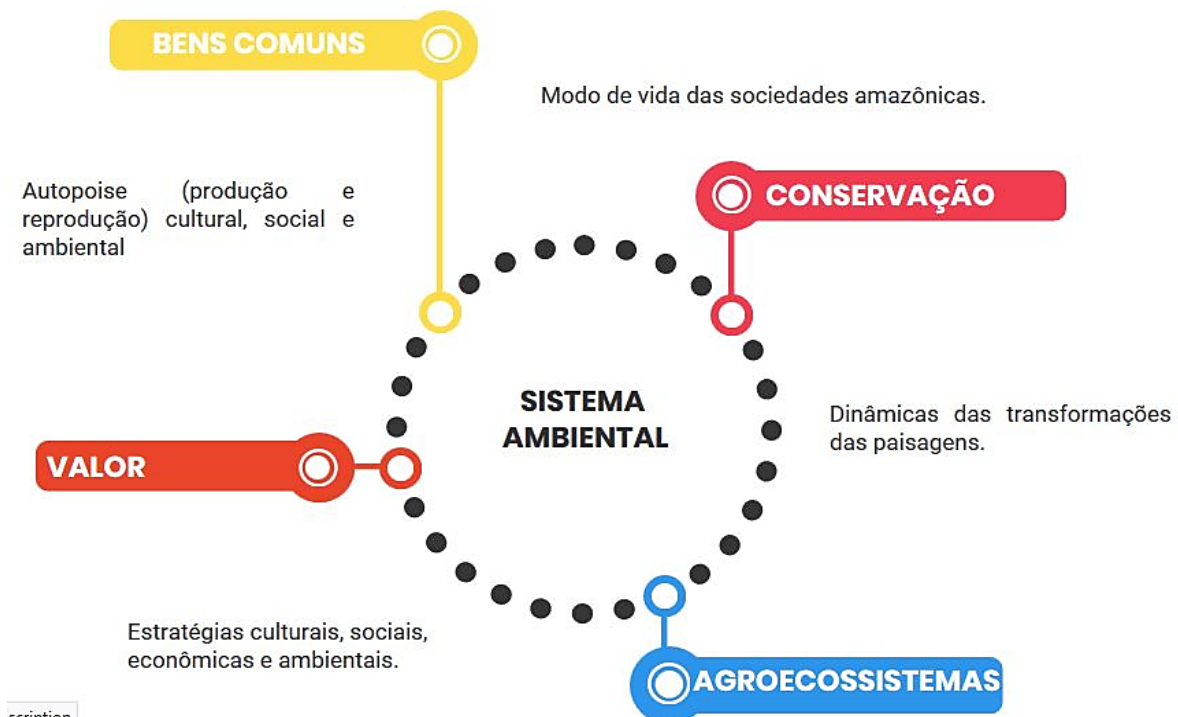 BENS COMUNS
Modo de vida das sociedades amazônicas.
Autopoise (produção e
reprodução) cultural, social e
ambiental
CONSERVAÇÃO
SISTEMA
AMBIENTAL
Dinâmicas das transformações
das paisagens.
VALOR
Estratégias culturais, sociais,
econômicas e ambientais.
AGROECOSSISTEMAS